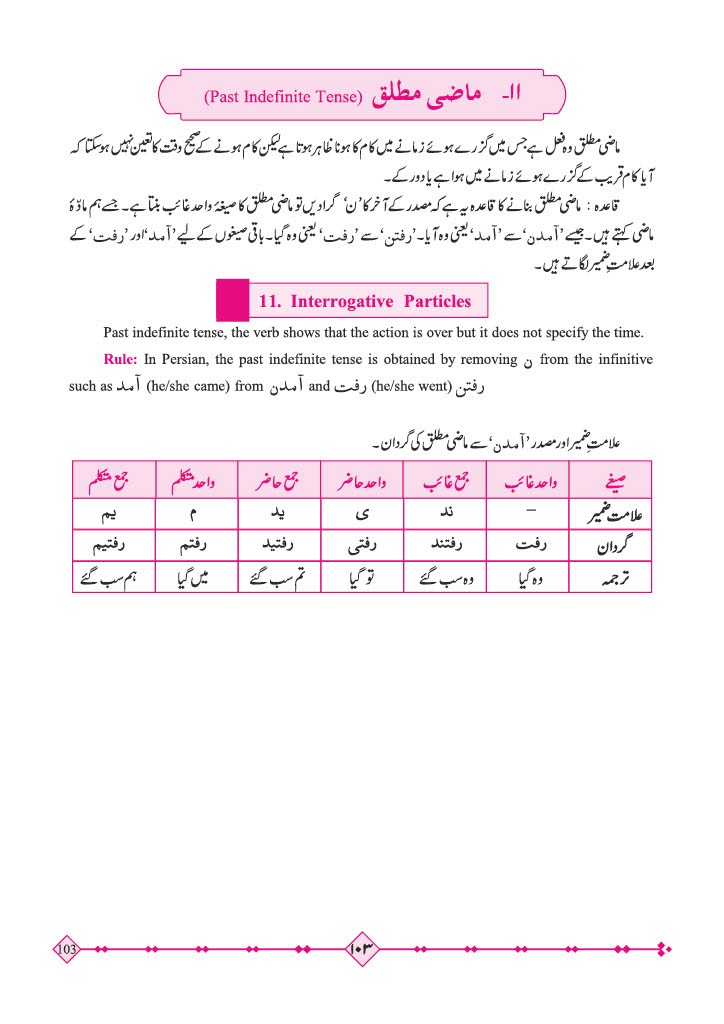 ۱۱۔ ماضی مطلق (Past Indefinite Tense)
ماضی مطلق وہ فعل ہے جس میں گزرے ہوئے زمانے میں کام کا ہونا ظاہر ہوتا ہے لیکن کام ہونے کے صحیح وقت کا تعین نہیں ہو سکتا کہ
آیا کام قریب کے گزرے ہوئے زمانے میں ہوا ہے یا دور کے۔
قاعدہ : ماضی مطلق بنانے کا قاعدہ یہ ہے کہ مصدر کے آخر کا ’ن‘ گرا دیں تو ماضی مطلق کا صیغۂ واحد غائب بنتا ہے۔ جسے ہم مادّۂ
ماضی کہتے ہیں۔ جیسے ’آمدن‘ سے ’آمد‘ یعنی وہ آیا۔ ’رفتن‘ سے ’رفت‘ یعنی وہ گیا۔ باقی صیغوں کے لیے ’آمد‘ اور ’رفت‘ کے
بعد علامتِ ضمیر لگاتے ہیں۔
11. Interrogative Particles
Past indefinite tense, the verb shows that the action is over but it does not specify the time.
Rule: In Persian, the past indefinite tense is obtained by removing ن from the infinitive
such as آمد (he/she came) from آمدن and رفت (he/she went) رفتن
علامتِ ضمیر اور مصدر ’آمدن‘ سے ماضی مطلق کی گردان۔
صیغے واحد غائب جمع غائب واحد حاضر جمع حاضر واحد متکلم جمع متکلم
علامت ضمیر – ند ی ید م یم
گردان رفت رفتند رفتی رفتید رفتم رفتیم
ترجمہ وہ گیا وہ سب گئے تو گیا تم سب گئے میں گیا ہم سب گئے
103 ۱۰۳